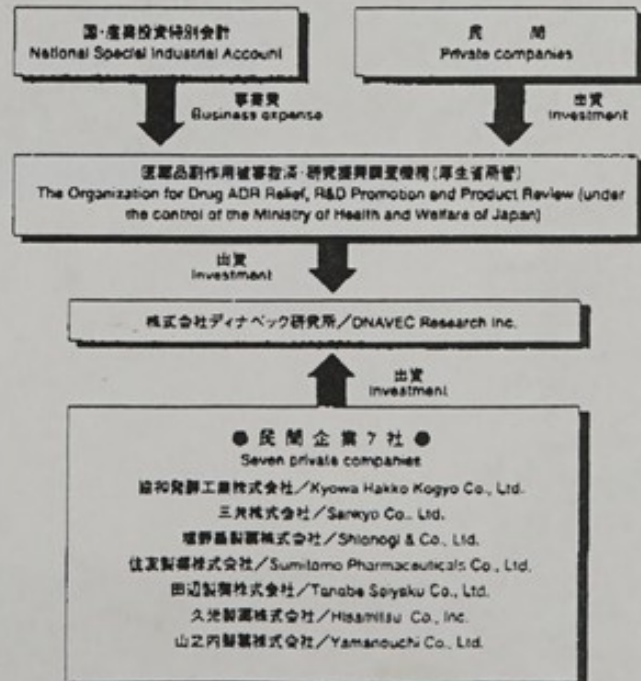 国・産業投資特別会計
National Special Industrial Account
民 間
Private companies
事業費
Business expense
出資
Investment
医薬品副作用被害救済・研究振興調査機構(厚生省所管)
The Organization for Drug ADR Relief, R&D Promotion and Product Review (under
the control of the Ministry of Health and Welfare of Japan)
出資
Investment
株式会社ディナベック研究所／DNAVEC Research Inc.
出資
Investment
● 民 間 企 業 7 社 ●
Seven private companies
協和発酵工業株式会社／Kyowa Hakko Kogyo Co., Ltd.
三共株式会社／Sankyo Co., Ltd.
塩野義製薬株式会社／Shionogi & Co., Ltd.
住友製薬株式会社／Sumitomo Pharmaceuticals Co., Ltd.
田辺製薬株式会社／Tanabe Seiyaku Co., Ltd.
久光製薬株式会社／Hisamitsu Co., Inc.
山之内製薬株式会社／Yamanouchi Co., Ltd.